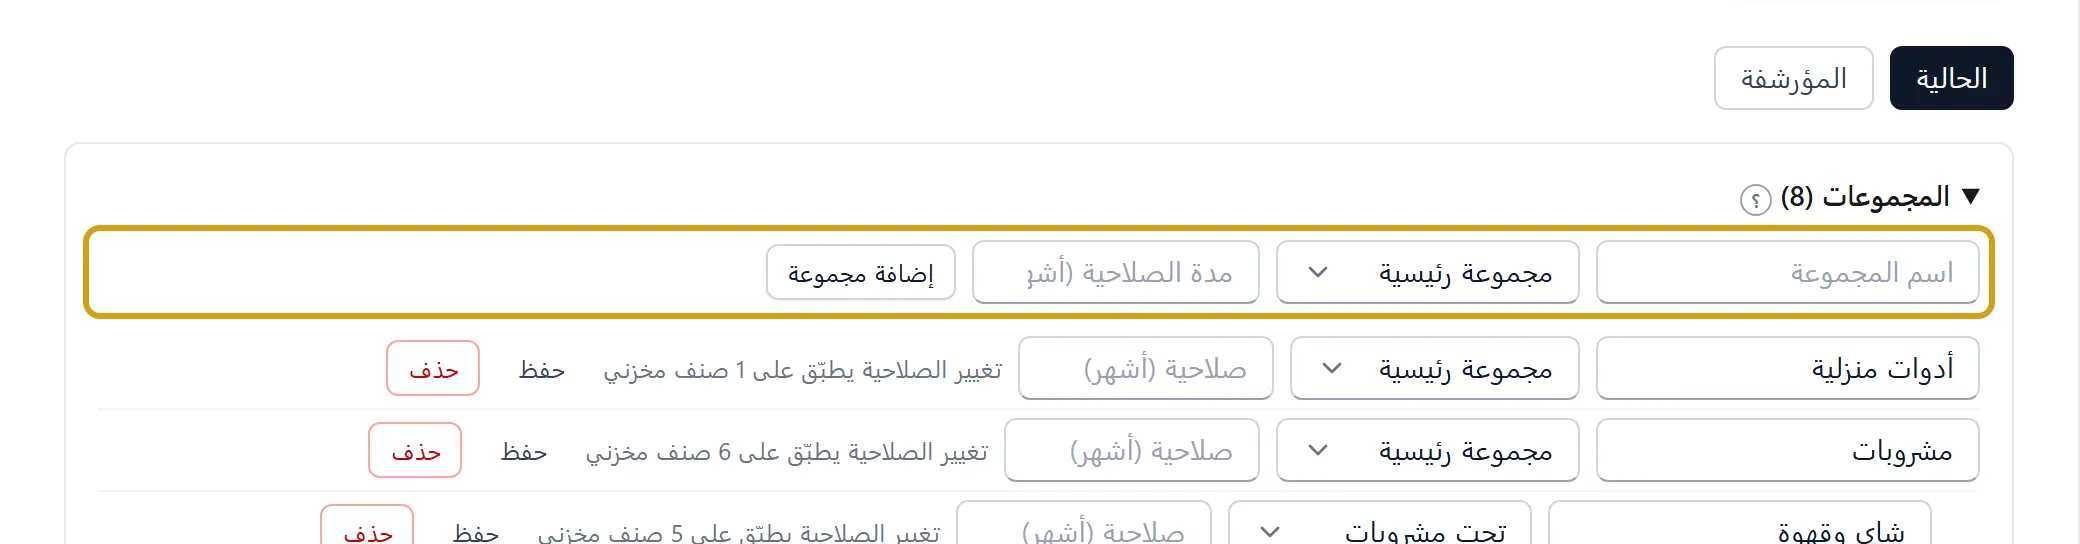 الحالية المؤرشفة
▼ المجموعات (8) ؟
اسم المجموعة مجموعة رئيسية مدة الصلاحية (أشه إضافة مجموعة
أدوات منزلية مجموعة رئيسية صلاحية (أشهر) تغيير الصلاحية يطبّق على 1 صنف مخزني حفظ حذف
مشروبات مجموعة رئيسية صلاحية (أشهر) تغيير الصلاحية يطبّق على 6 صنف مخزني حفظ حذف
شاي وقهوة تحت مشروبات صلاحية (أشهر) تغيير الصلاحية يطبّق على 5 صنف مخزني حفظ حذف